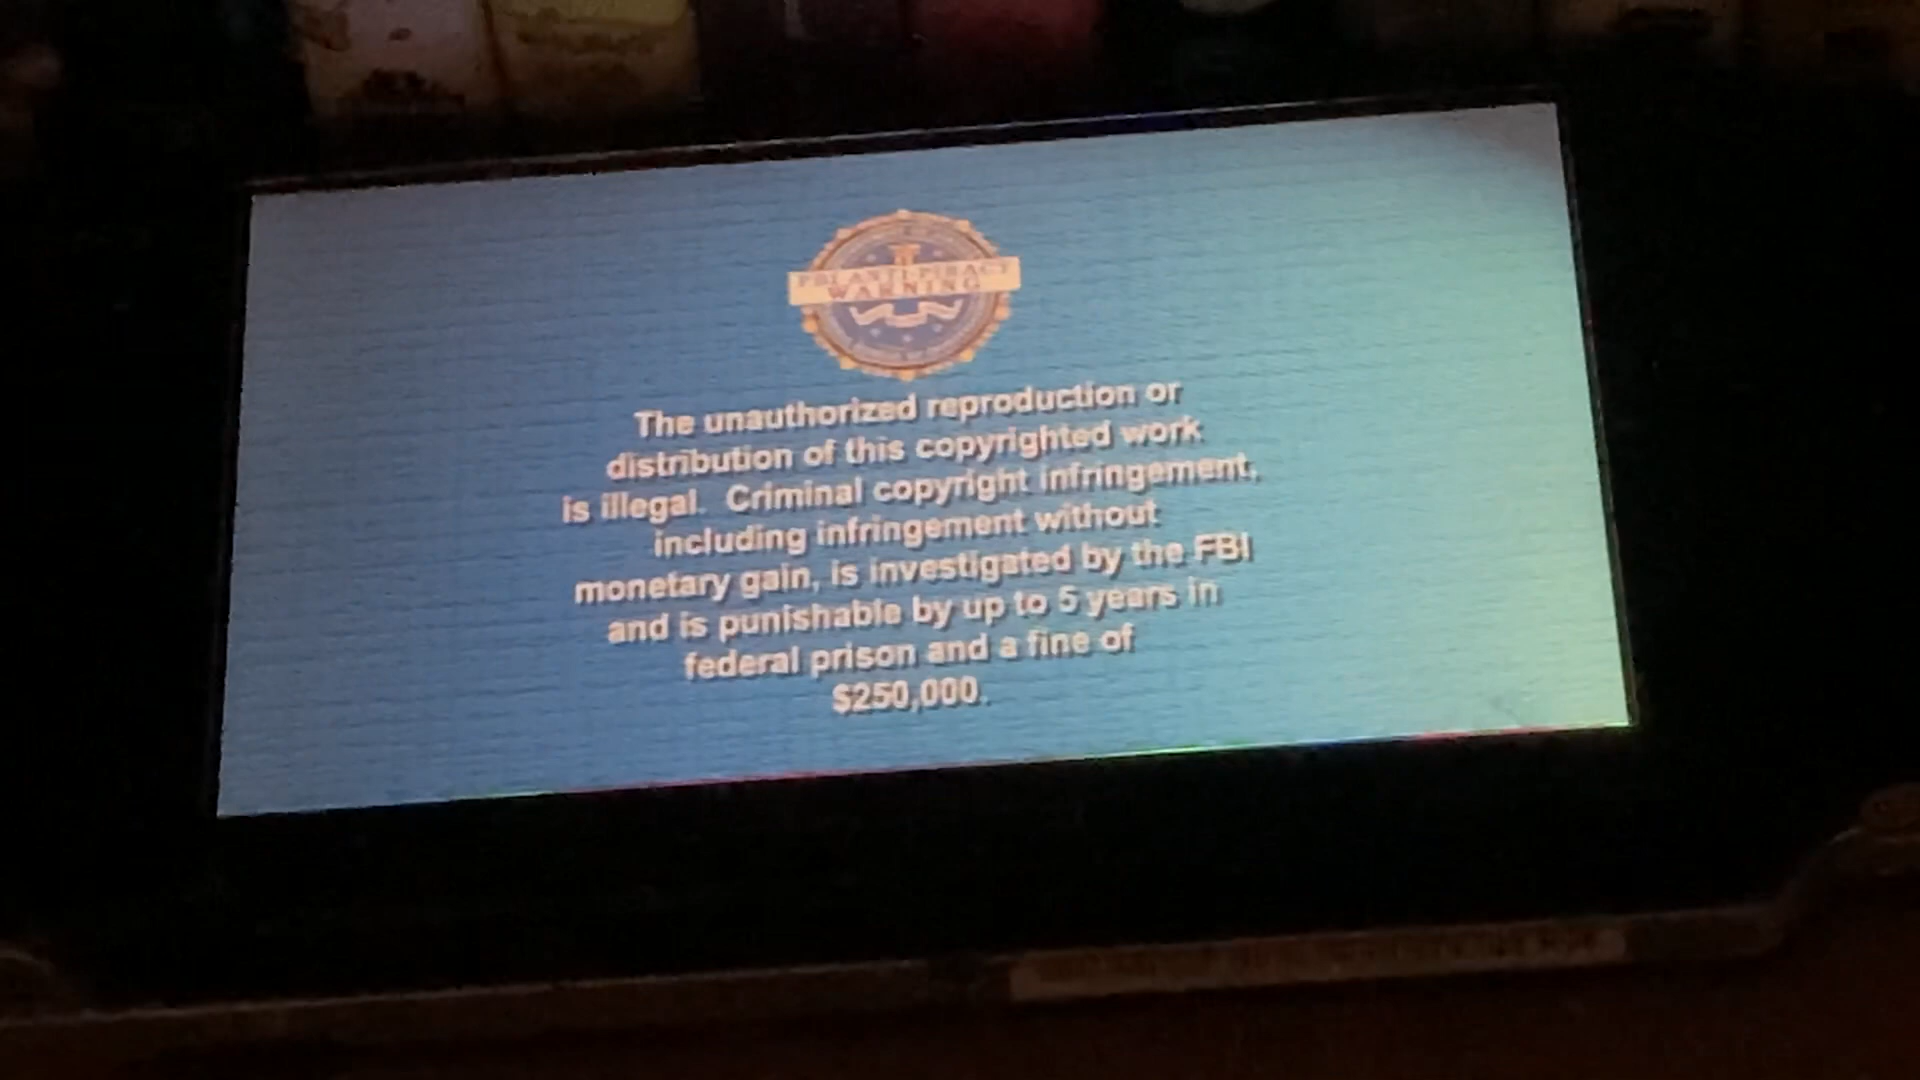 FBI ANTI-PIRACY
WARNING
The unauthorized reproduction or
distribution of this copyrighted work
is illegal. Criminal copyright infringement,
including infringement without
monetary gain, is investigated by the FBI
and is punishable by up to 5 years in
federal prison and a fine of
$250,000.